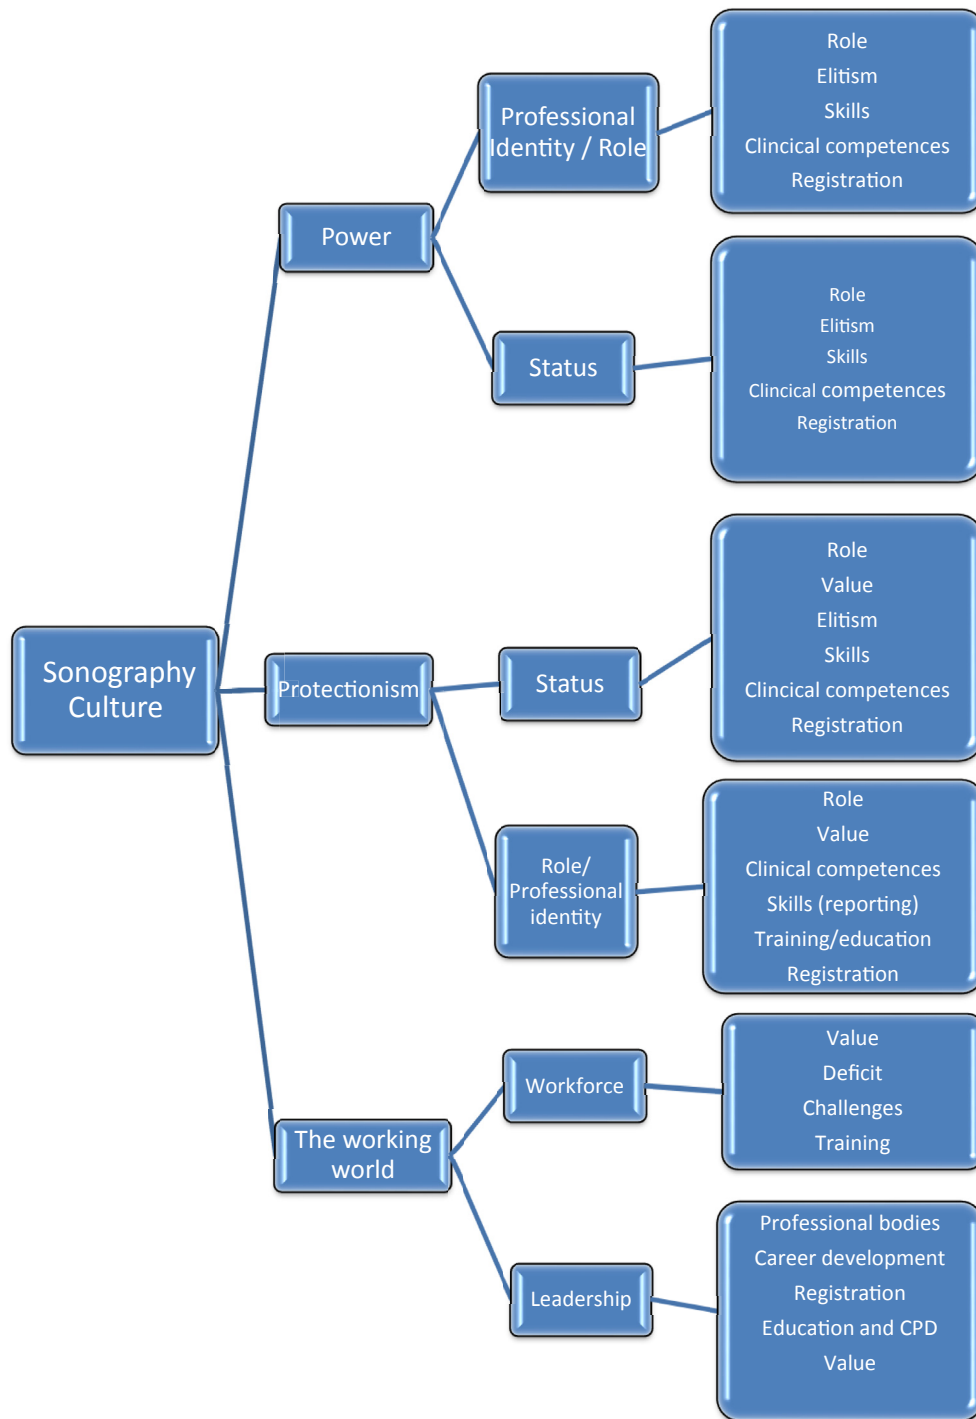 Sonography
Culture
Power
Professional
Identity / Role
Role
Elitism
Skills
Clincical competences
Registration
Status
Role
Elitism
Skills
Clincical competences
Registration
Protectionism
Status
Role
Value
Elitism
Skills
Clincical competences
Registration
Role/
Professional
identity
Role
Value
Clinical competences
Skills (reporting)
Training/education
Registration
The working
world
Workforce
Value
Deficit
Challenges
Training
Leadership
Professional bodies
Career development
Registration
Education and CPD
Value